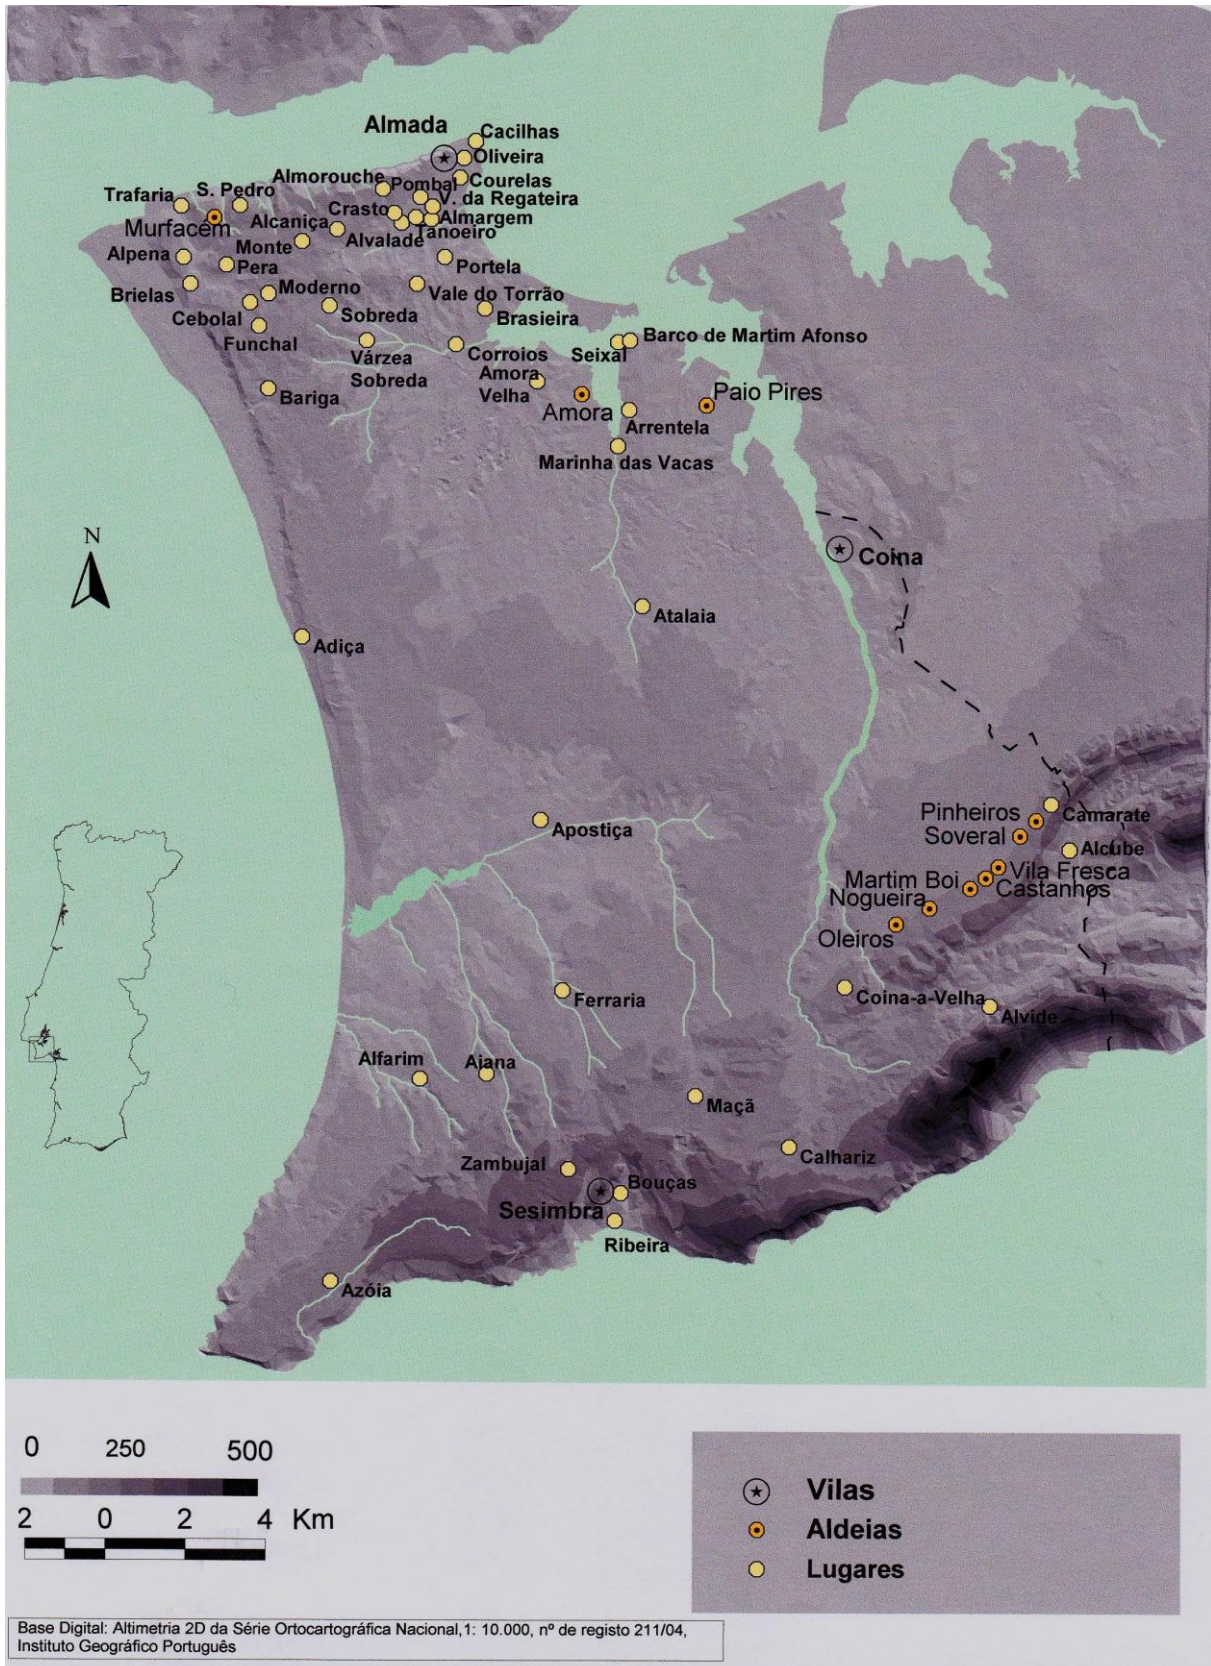 Almada
Cacilhas
Oliveira
Almorouche
Pombal
Courelas
Trafaria
S. Pedro
V. da Regateira
Murfacém
Alcaniça
Crasto
Almargem
Monte
Alvalade
Tanoeiro
Alpena
Pera
Portela
Brielas
Moderno
Vale do Torrão
Cebolal
Sobreda
Brasieira
Funchal
Várzea
Sobreda
Corroios
Seixal
Barco de Martim Afonso
Bariga
Amora
Velha
Amora
Paio Pires
Arrentela
Marinha das Vacas
N
Coina
Atalaia
Adiça
Apostiça
Pinheiros
Camarate
Soveral
Alcube
Martim Boi
Vila Fresca
Nogueira
Castanhos
Oleiros
Ferraria
Coina-a-Velha
Alvide
Alfarim
Aiana
Maçã
Calhariz
Zambujal
Bouças
Sesimbra
Ribeira
Azóia
0 250 500
2 0 2 4 Km
Vilas
Aldeias
Lugares
Base Digital: Altimetria 2D da Série Ortocartográfica Nacional,1: 10.000, nº de registo 211/04,
Instituto Geográfico Português